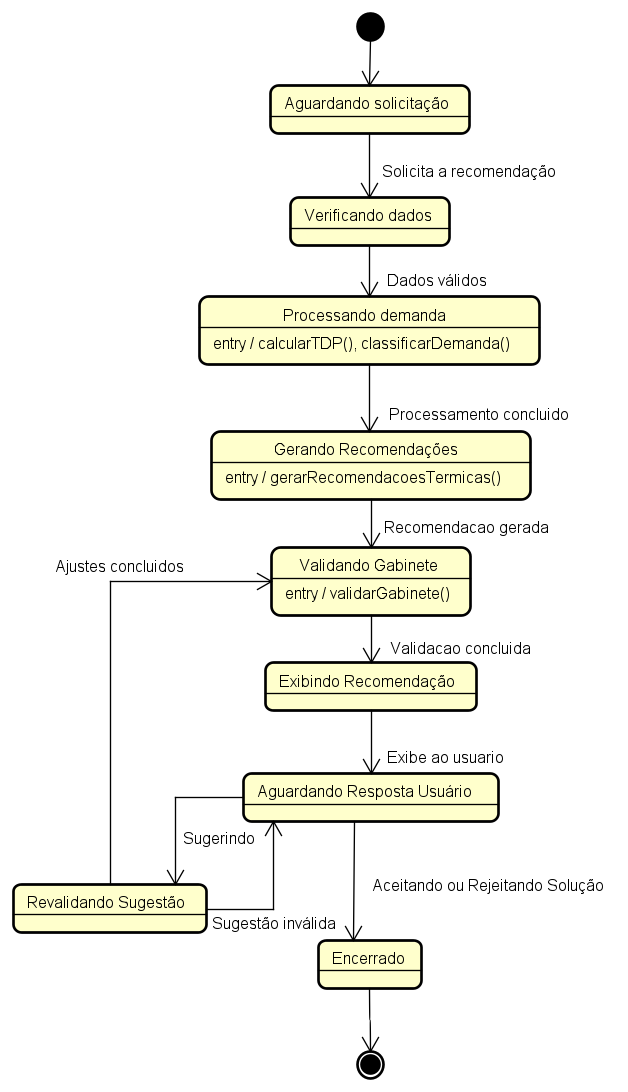 Aguardando solicitação
Solicita a recomendação
Verificando dados
Dados válidos
Processando demanda
entry / calcularTDP(), classificarDemanda()
Processamento concluido
Gerando Recomendações
entry / gerarRecomendacoesTermicas()
Recomendacao gerada
Ajustes concluidos
Validando Gabinete
entry / validarGabinete()
Validacao concluida
Exibindo Recomendação
Exibe ao usuario
Aguardando Resposta Usuário
Sugerindo
Aceitando ou Rejeitando Solução
Revalidando Sugestão
Sugestão inválida
Encerrado